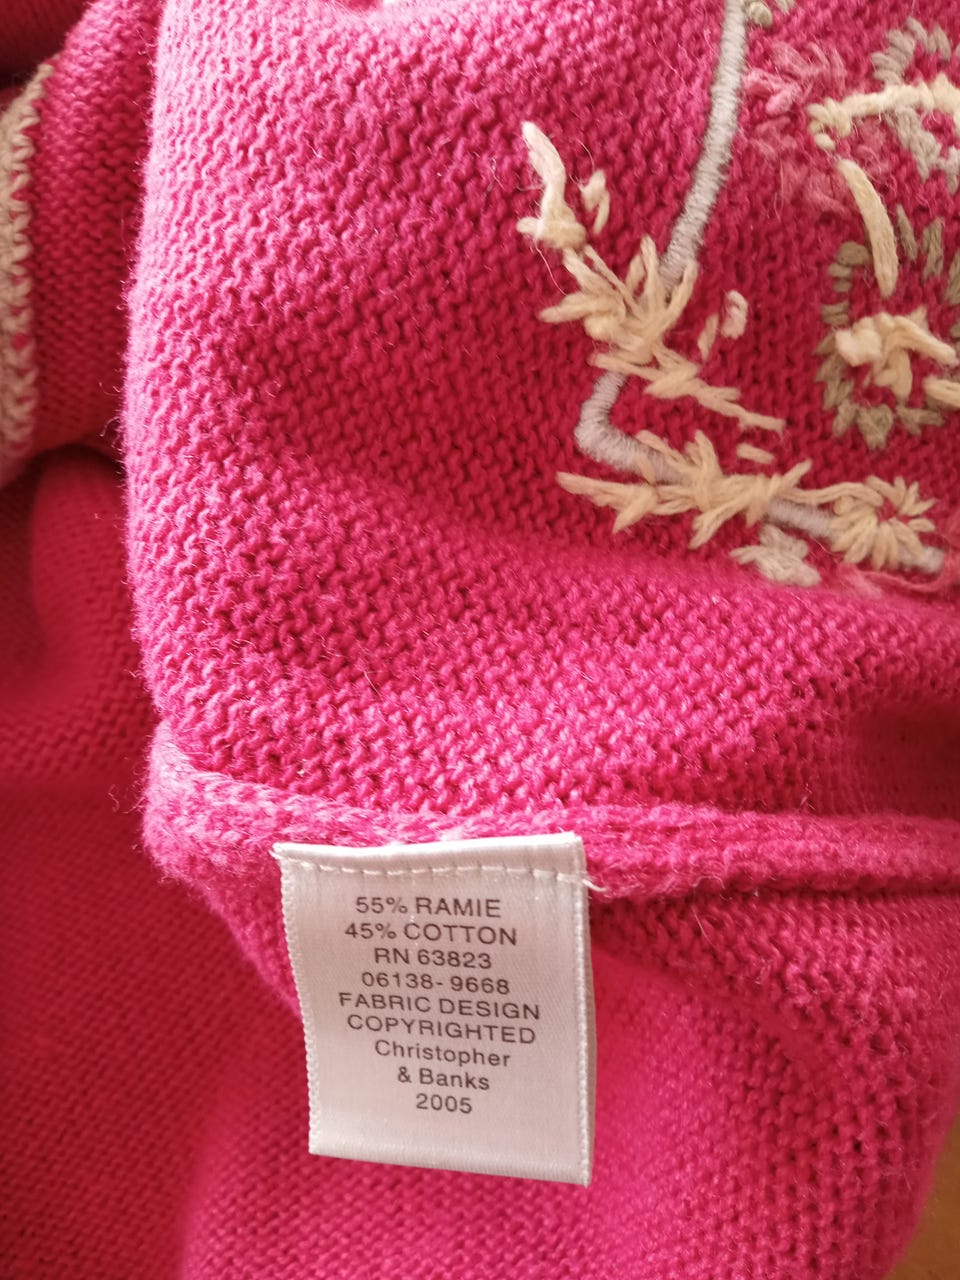 55% RAMIE
45% COTTON
RN 63823
06138-9668
FABRIC DESIGN
COPYRIGHTED
Christopher
& Banks
2005